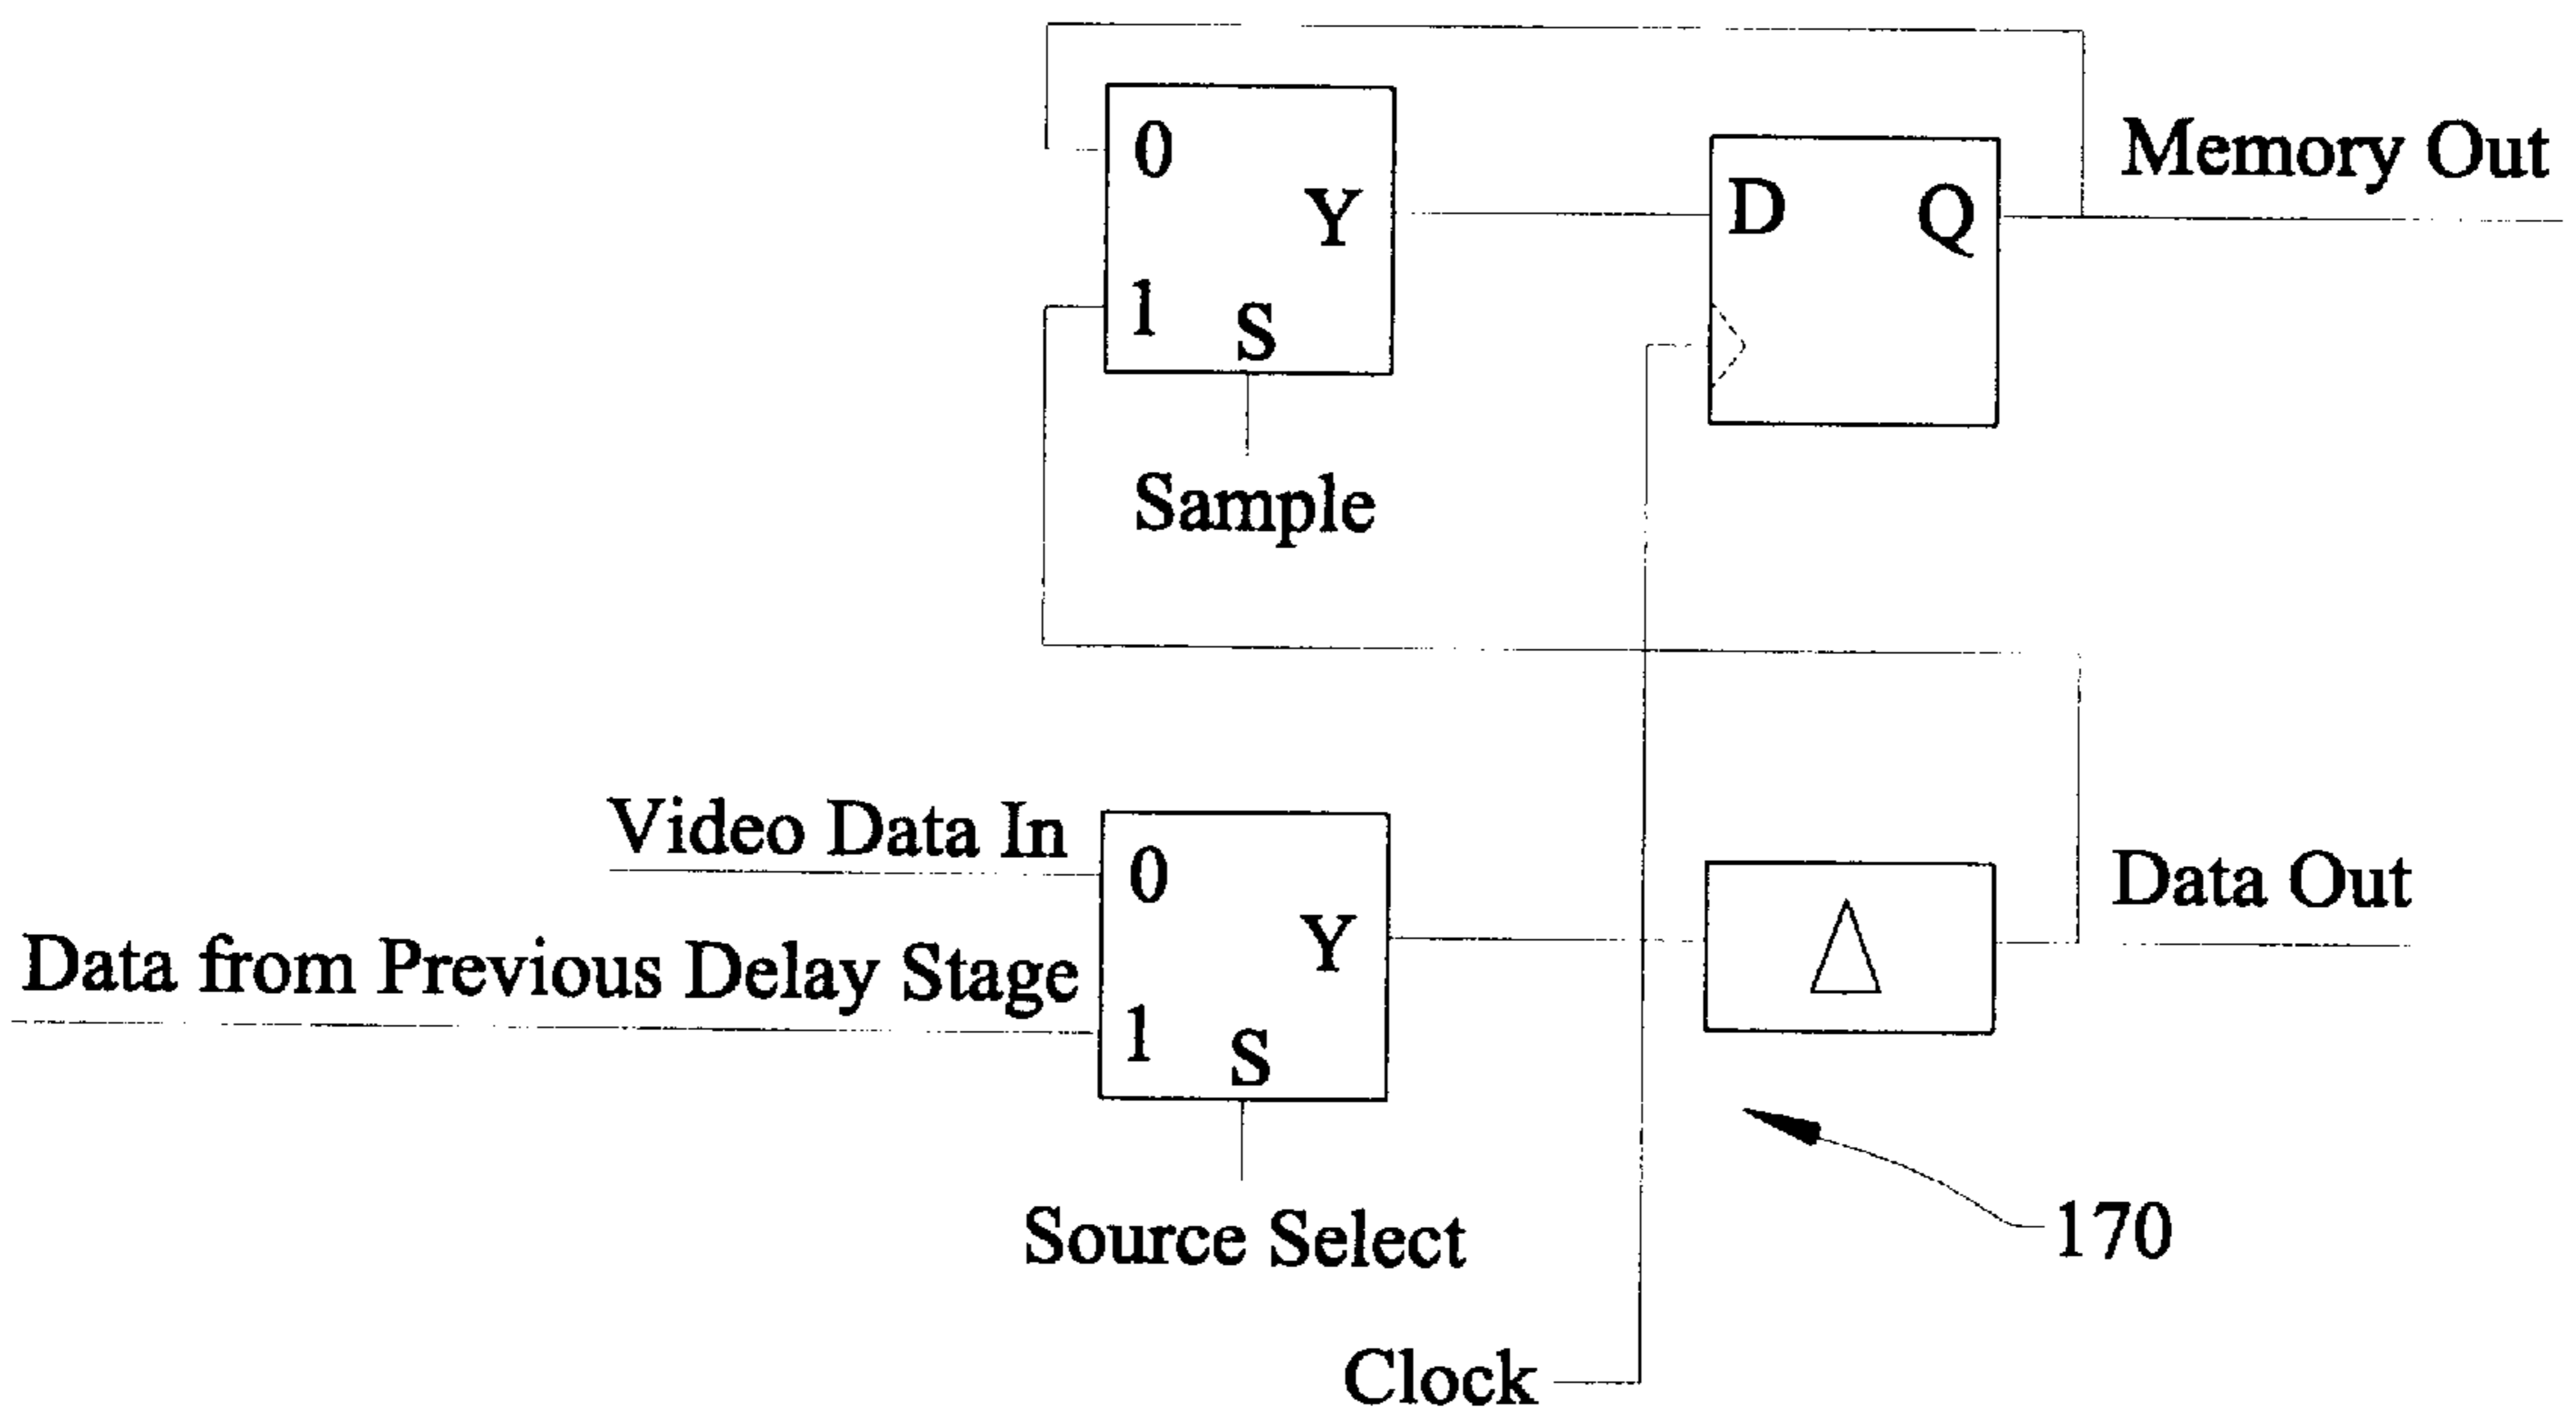 0
Y
1
S
Sample
D
Q
Memory Out
Video Data In
Data from Previous Delay Stage
0
Y
1
S
Source Select
Δ
Data Out
170
Clock